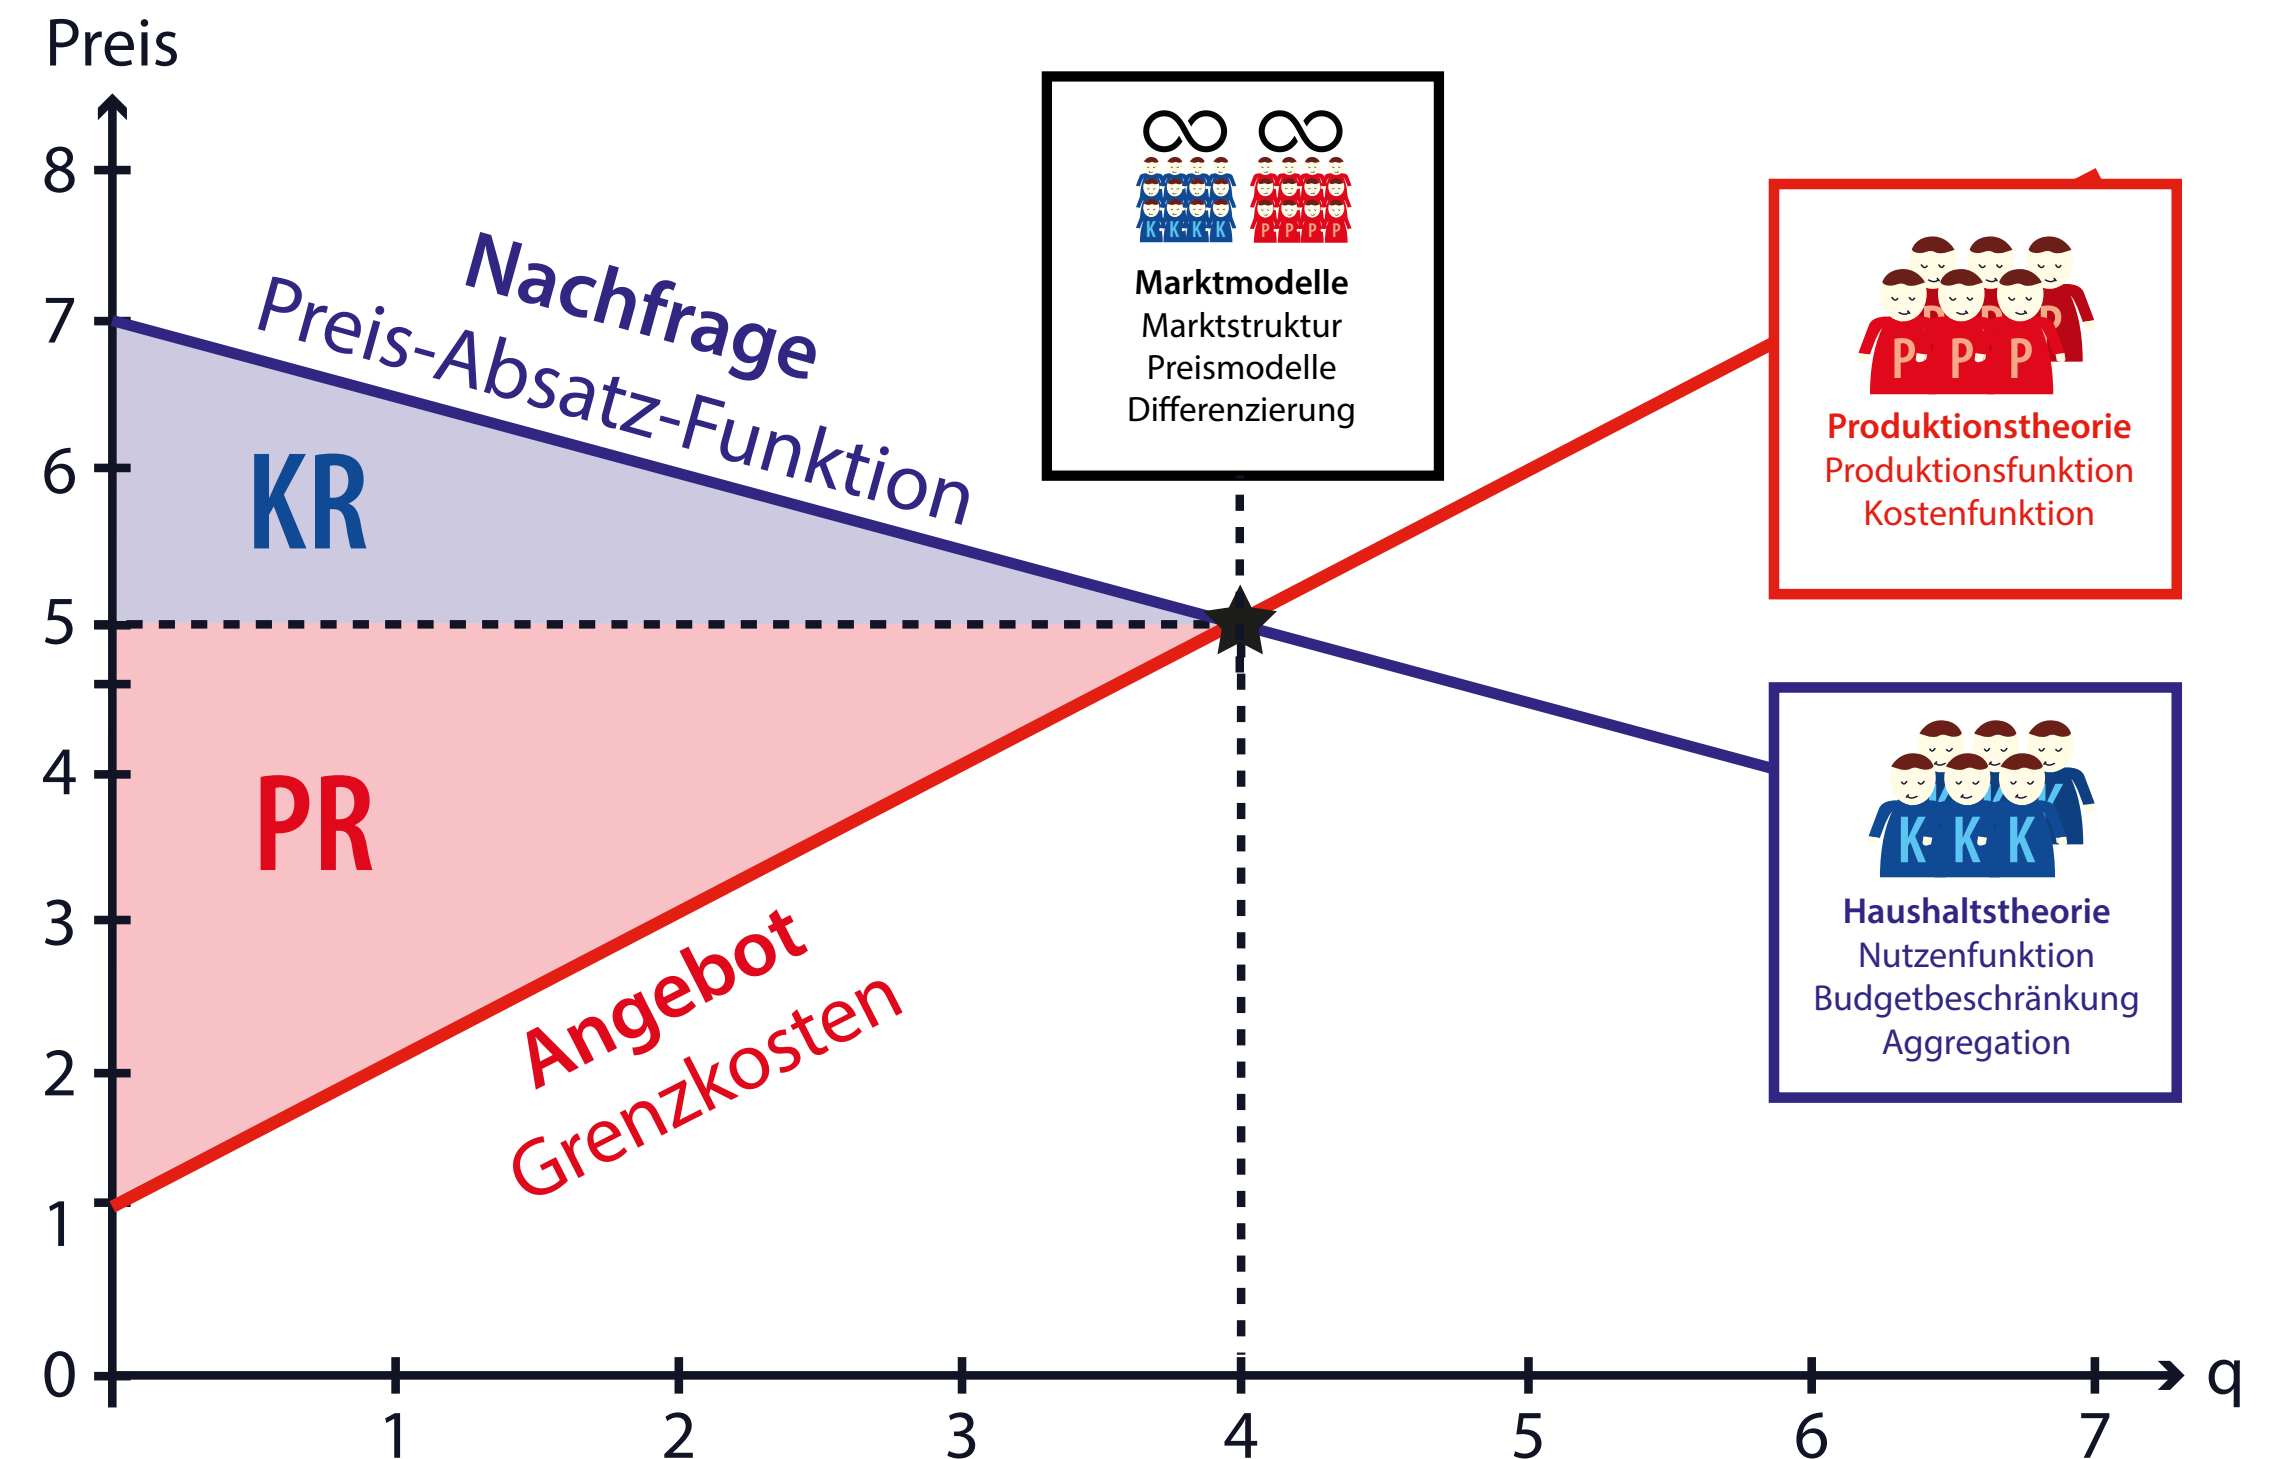 Preis
8
7
6
5
4
3
2
1
0
1
2
3
4
5
6
7
q
Nachfrage
Preis-Absatz-Funktion
KR
PR
Angebot
Grenzkosten
K K K K
P P P P
Marktmodelle
Marktstruktur
Preismodelle
Differenzierung
P P P
Produktionstheorie
Produktionsfunktion
Kostenfunktion
K K K
Haushaltstheorie
Nutzenfunktion
Budgetbeschränkung
Aggregation